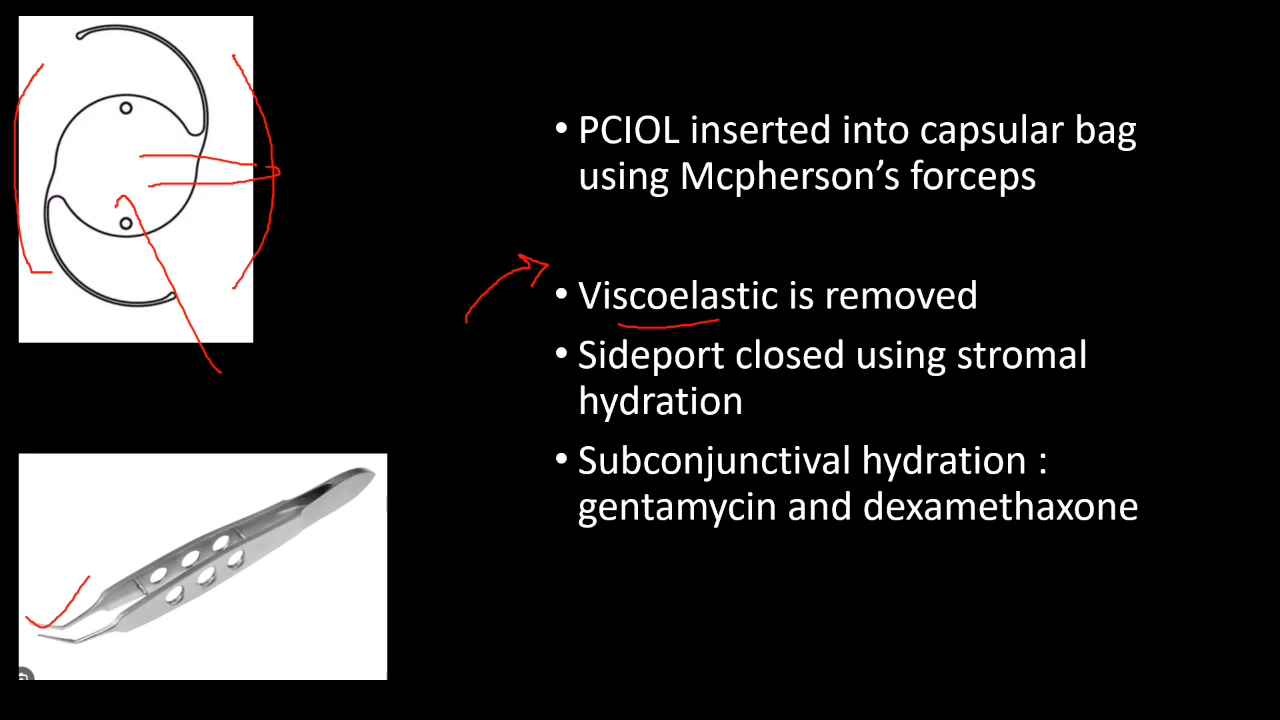 • PCIOL inserted into capsular bag
using Mcpherson’s forceps
• Viscoelastic is removed
• Sideport closed using stromal
hydration
• Subconjunctival hydration :
gentamycin and dexamethaxone